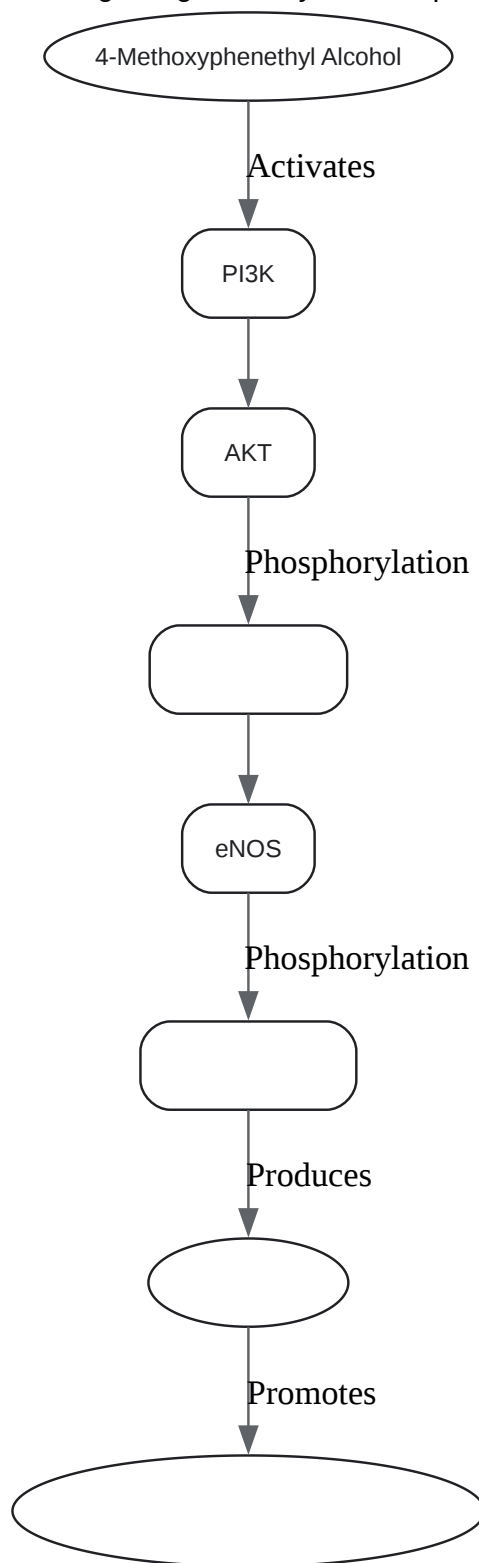 4-Methoxyphenethyl Alcohol
Activates
PI3K
AKT
Phosphorylation
eNOS
Phosphorylation
Produces
Promotes